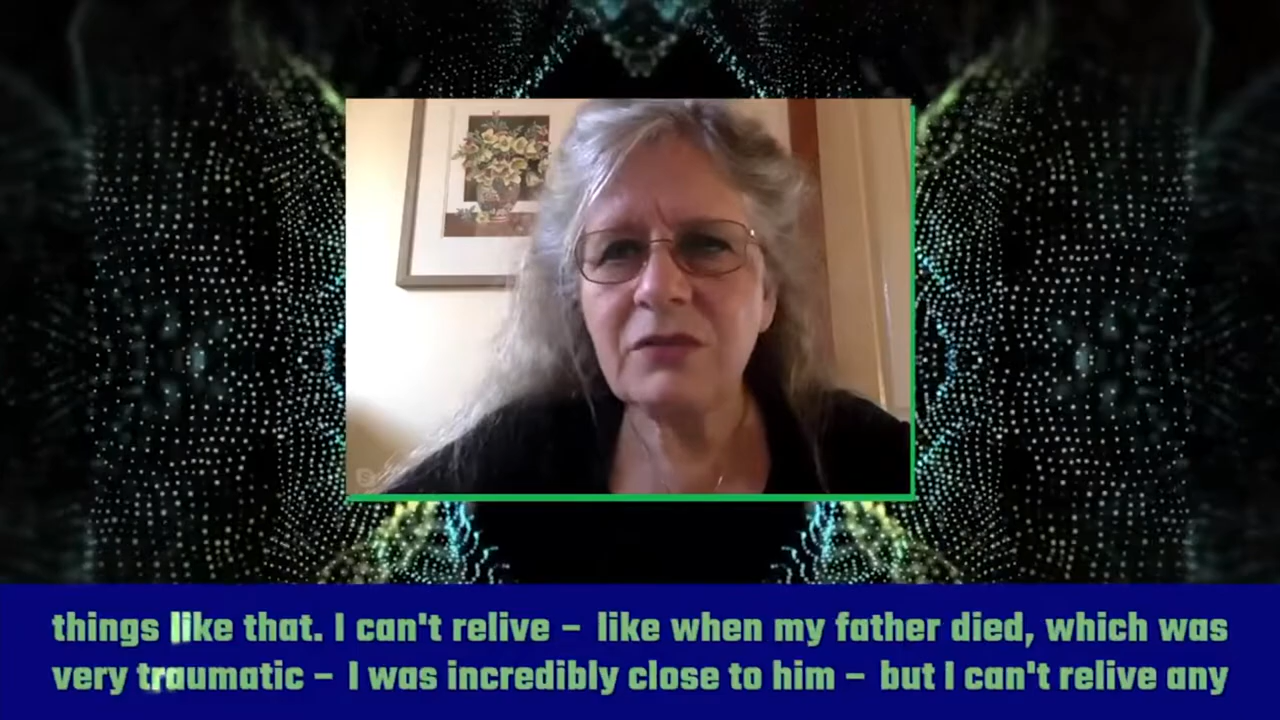 things like that. I can't relive – like when my father died, which was
very traumatic – I was incredibly close to him – but I can't relive any